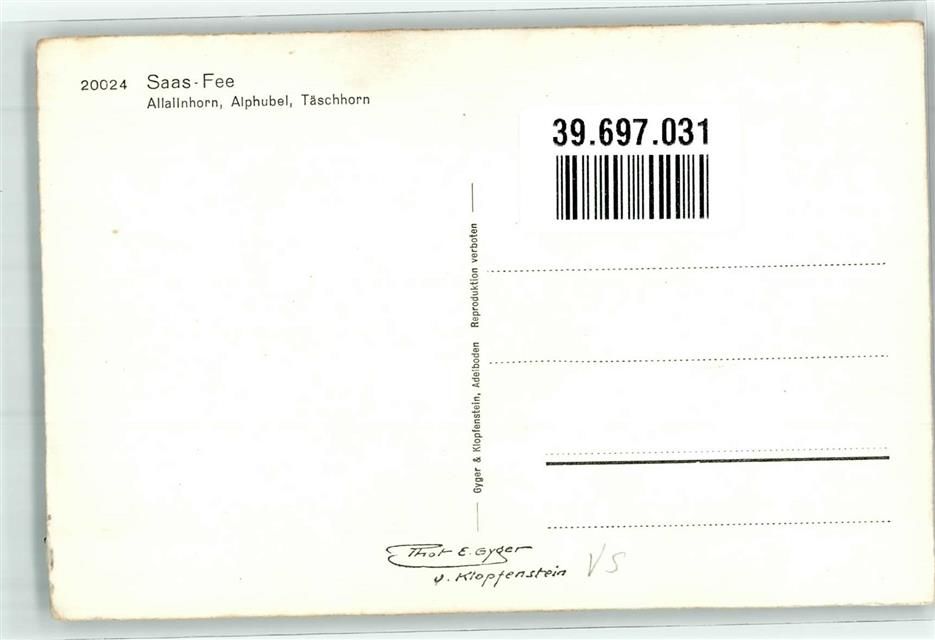 20024 Saas-Fee
Allalinhorn, Alphubel, Täschhorn
39.697.031
Gyger & Klopfenstein, Adelboden Reproduktion verboten
Phot E. Gyger
u. Klopfenstein VS